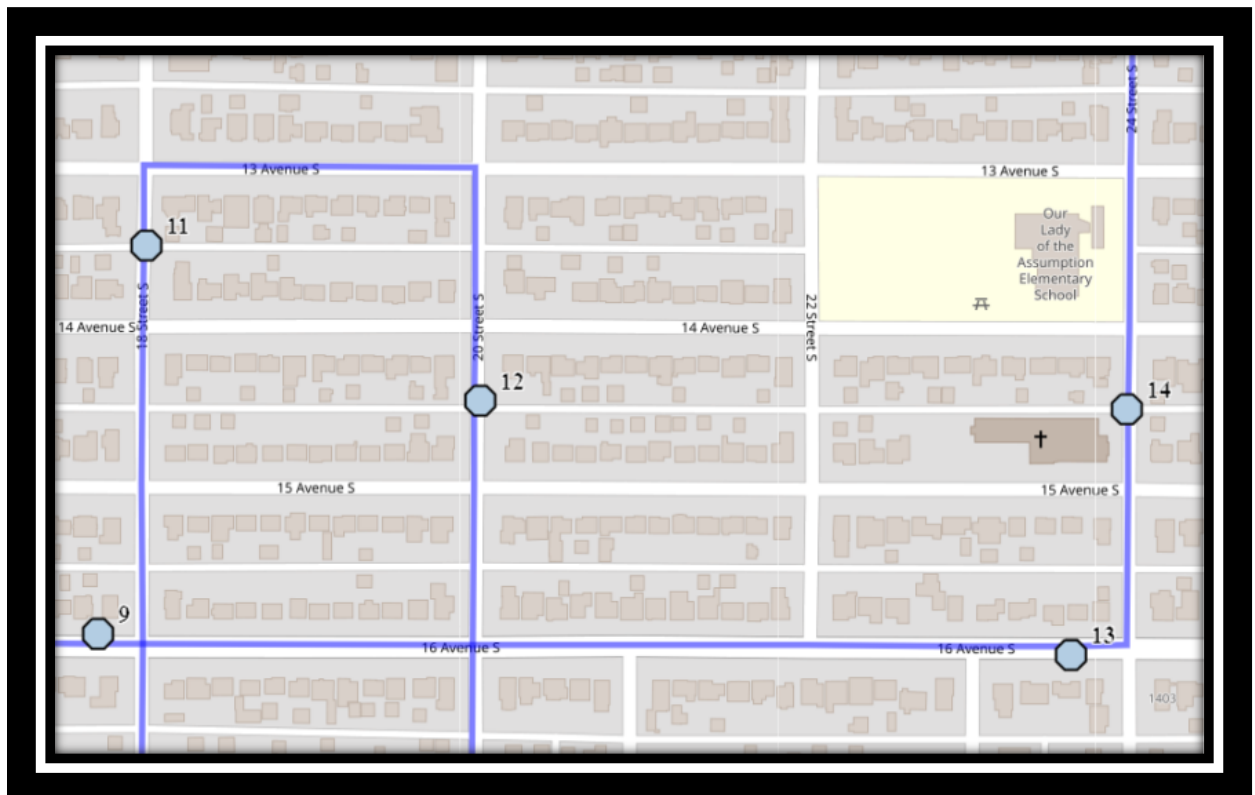 24 Street S
13 Avenue S
13 Avenue S
11
Our
Lady
of the
Assumption
Elementary
School
18 Street S
20 Street S
22 Street S
14 Avenue S
14 Avenue S
12
14
15 Avenue S
15 Avenue S
9
13
16 Avenue S
16 Avenue S
1403